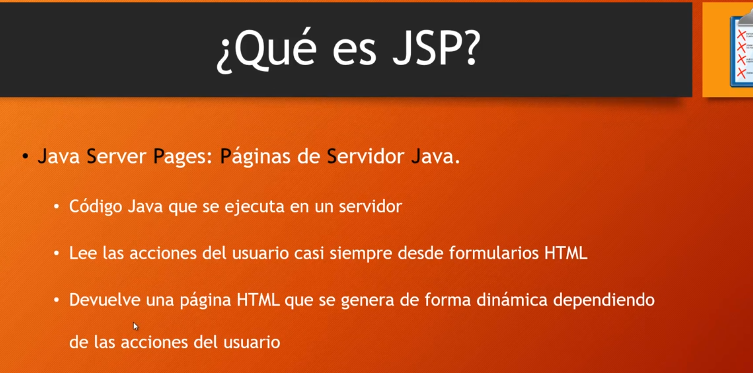 ¿Qué es JSP?
• Java Server Pages: Páginas de Servidor Java.
• Código Java que se ejecuta en un servidor
• Lee las acciones del usuario casi siempre desde formularios HTML
• Devuelve una página HTML que se genera de forma dinámica dependiendo
de las acciones del usuario